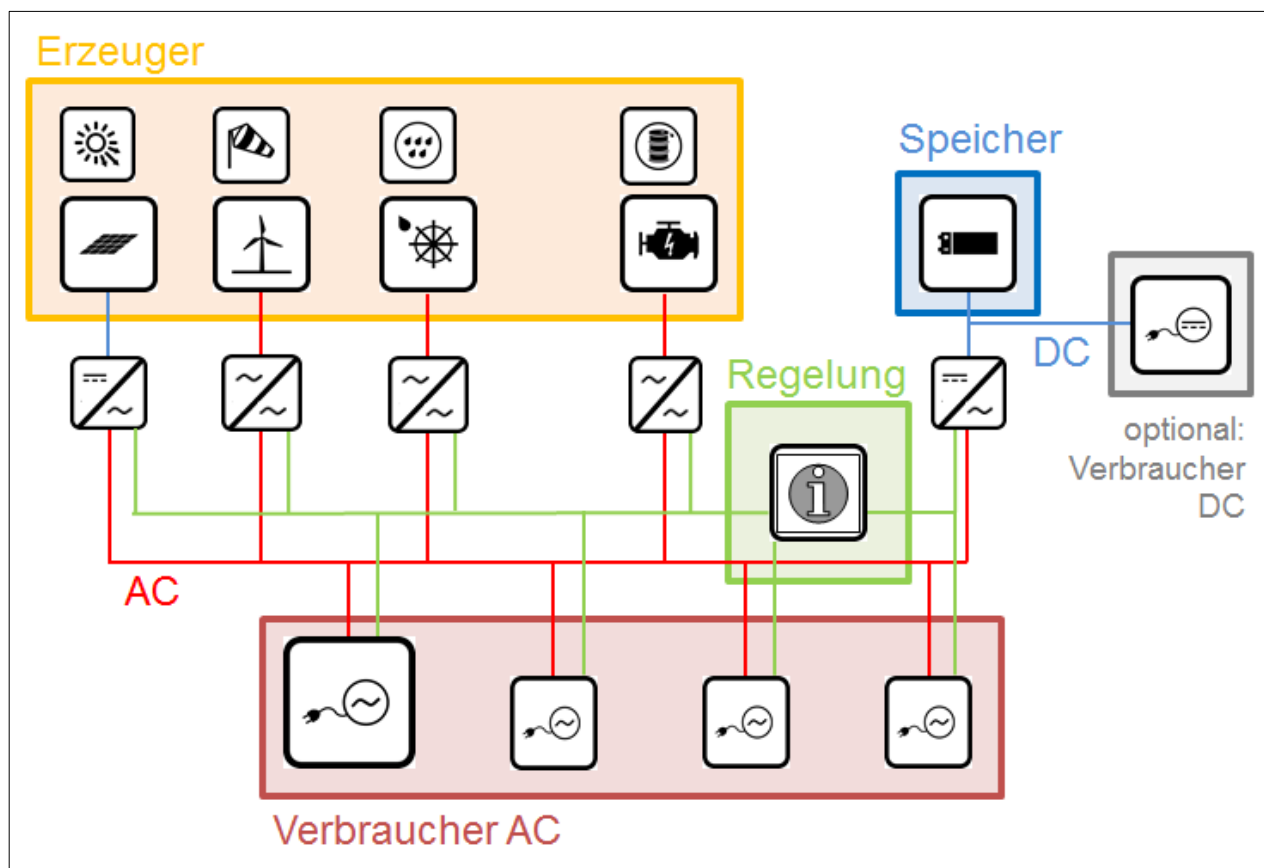 Erzeuger
Speicher
DC
Regelung
optional:
Verbraucher
DC
AC
Verbraucher AC